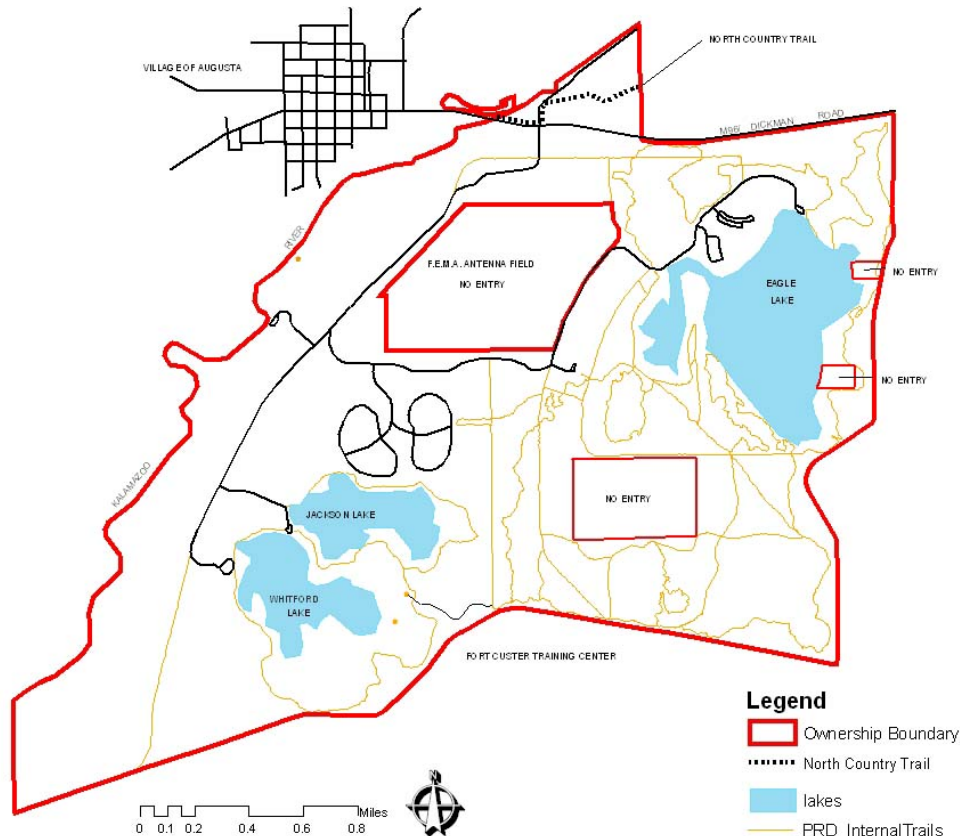 NORTH COUNTRY TRAIL
VILLAGE OF AUGUSTA
M96/ DICKMAN ROAD
RIVER
F.E.M.A. ANTENNA FIELD
NO ENTRY
EAGLE
LAKE
NO ENTRY
NO ENTRY
KALAMAZOO
NO ENTRY
JACKSON LAKE
WHITFORD
LAKE
FORT CUSTER TRAINING CENTER
Legend
Ownership Boundary
North Country Trail
lakes
PRD_InternalTrails
N
Miles
0 0.1 0.2 0.4 0.6 0.8